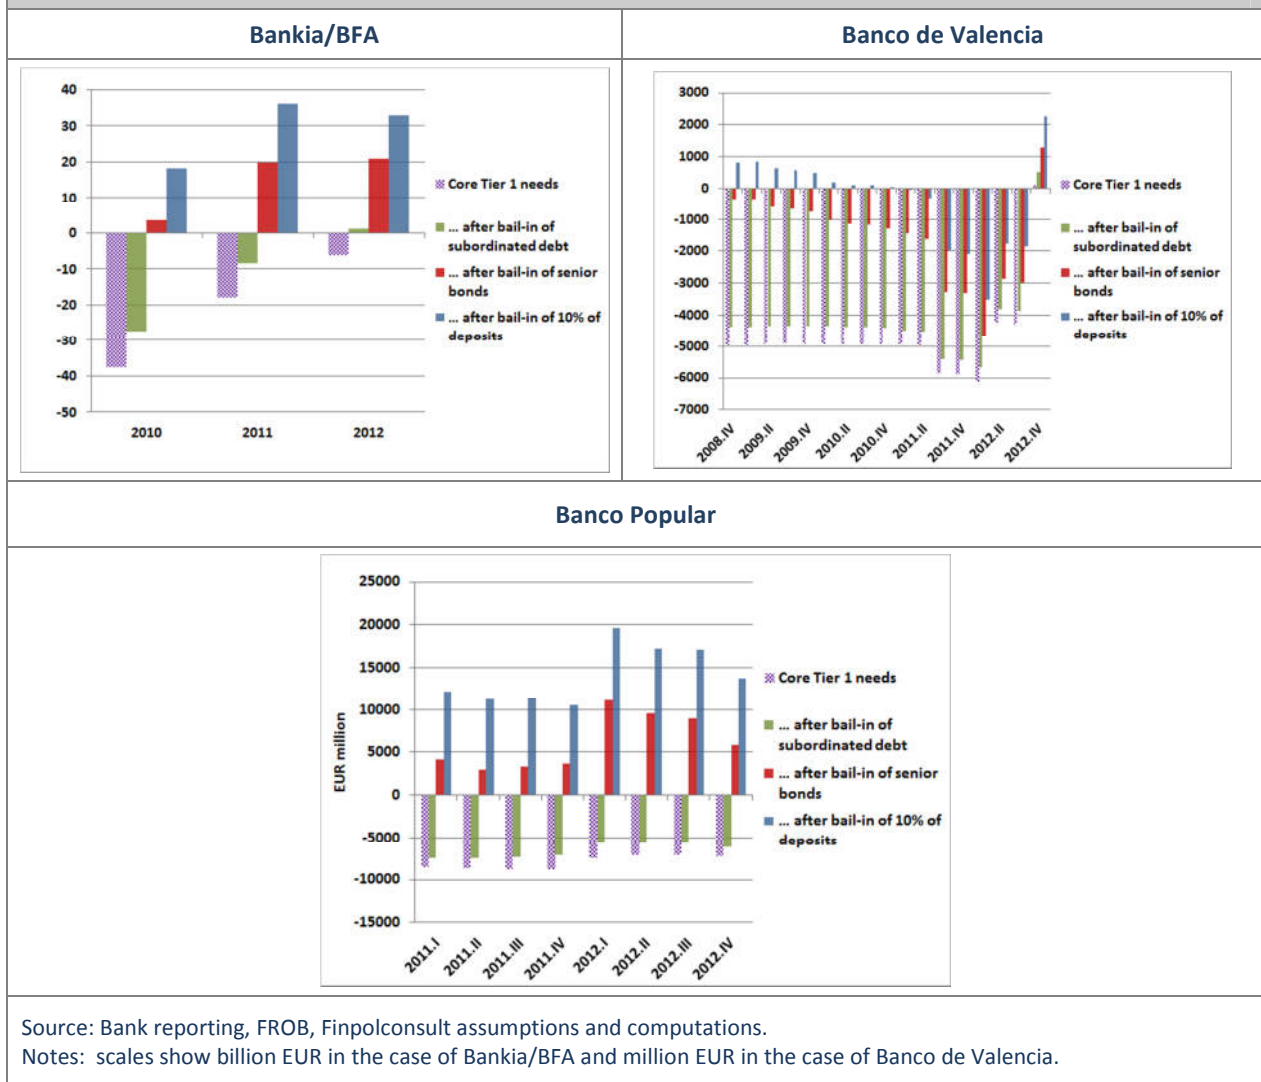 Bankia/BFA
Banco de Valencia
40
30
20
10
0
-10
-20
-30
-40
-50
2010
2011
2012
Core Tier 1 needs
... after bail-in of
subordinated debt
... after bail-in of senior
bonds
... after bail-in of 10% of
deposits
3000
2000
1000
0
-1000
-2000
-3000
-4000
-5000
-6000
-7000
2008.IV
2009.II
2009.IV
2010.II
2010.IV
2011.II
2011.IV
2012.II
2012.IV
Core Tier 1 needs
... after bail-in of
subordinated debt
... after bail-in of senior
bonds
... after bail-in of 10% of
deposits
Banco Popular
EUR million
25000
20000
15000
10000
5000
0
-5000
-10000
-15000
2011.I
2011.II
2011.III
2011.IV
2012.I
2012.II
2012.III
2012.IV
Core Tier 1 needs
... after bail-in of
subordinated debt
... after bail-in of senior
bonds
... after bail-in of 10% of
deposits
Source: Bank reporting, FROB, Finpolconsult assumptions and computations.
Notes:  scales show billion EUR in the case of Bankia/BFA and million EUR in the case of Banco de Valencia.